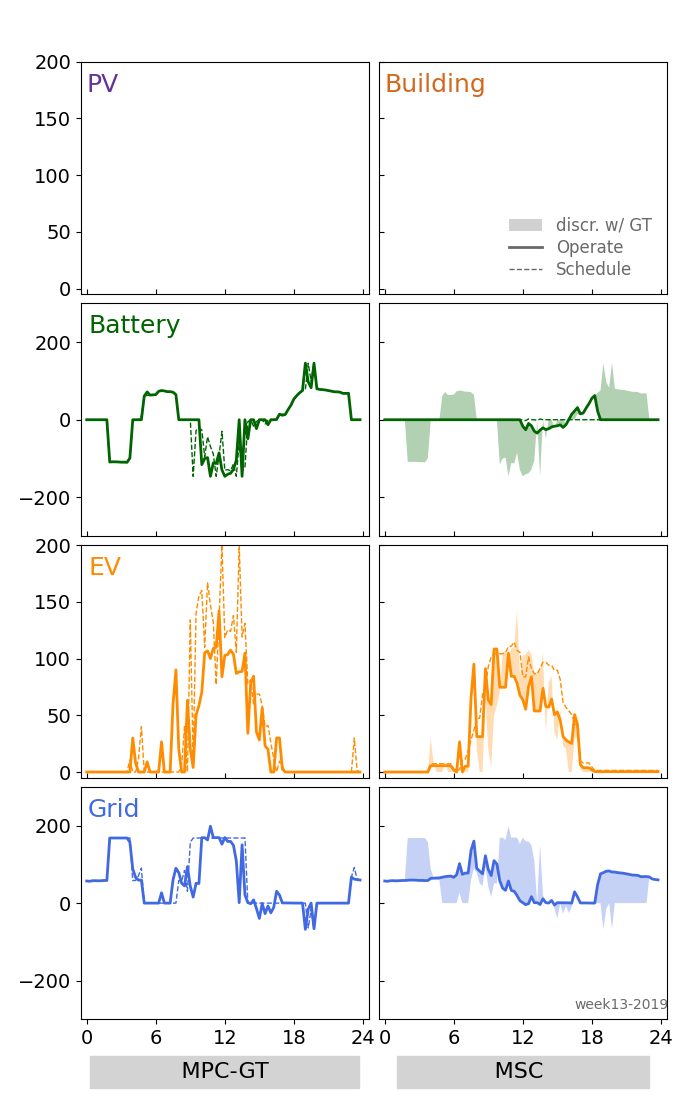 200 PV Building
150
100
50 discr. w/ GT
Operate
0 Schedule
Battery
200
0
−200
200 EV
150
100
50
0
Grid
200
0
−200
week13-2019
0 6 12 18 24 0 6 12 18 24
MPC-GT MSC